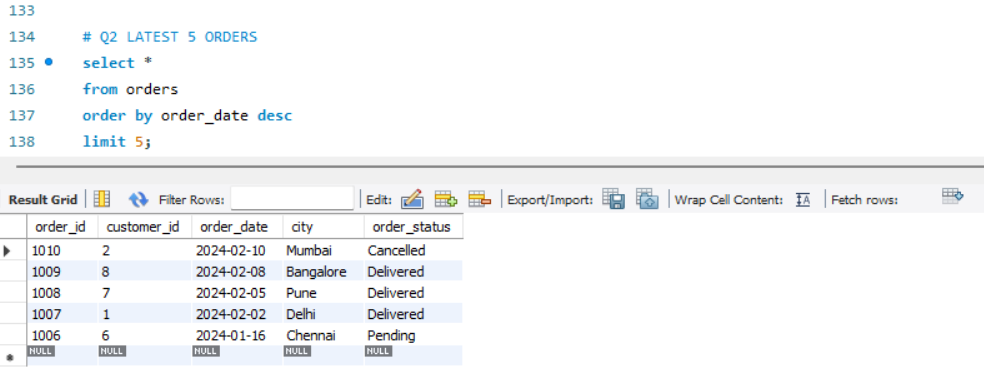 133
134 # Q2 LATEST 5 ORDERS
135 select *
136 from orders
137 order by order_date desc
138 limit 5;
Result Grid Filter Rows: Edit: Export/Import: Wrap Cell Content: IA Fetch rows:
order_id customer_id order_date city order_status
1010 2 2024-02-10 Mumbai Cancelled
1009 8 2024-02-08 Bangalore Delivered
1008 7 2024-02-05 Pune Delivered
1007 1 2024-02-02 Delhi Delivered
1006 6 2024-01-16 Chennai Pending
NULL NULL NULL NULL NULL